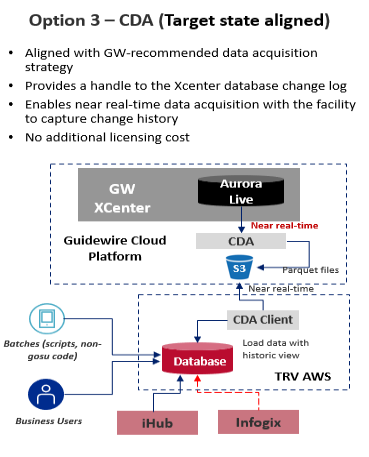 Option 3 – CDA (Target state aligned)
• Aligned with GW-recommended data acquisition
strategy
• Provides a handle to the Xcenter database change log
• Enables near real-time data acquisition with the facility
to capture change history
• No additional licensing cost
GW
XCenter
Aurora
Live
Near real-time
Guidewire Cloud
Platform
CDA
S3
Parquet files
Near real-time
CDA Client
Load data with
historic view
Batches (scripts, non-
gosu code)
Database
TRV AWS
Business Users
iHub
Infogix